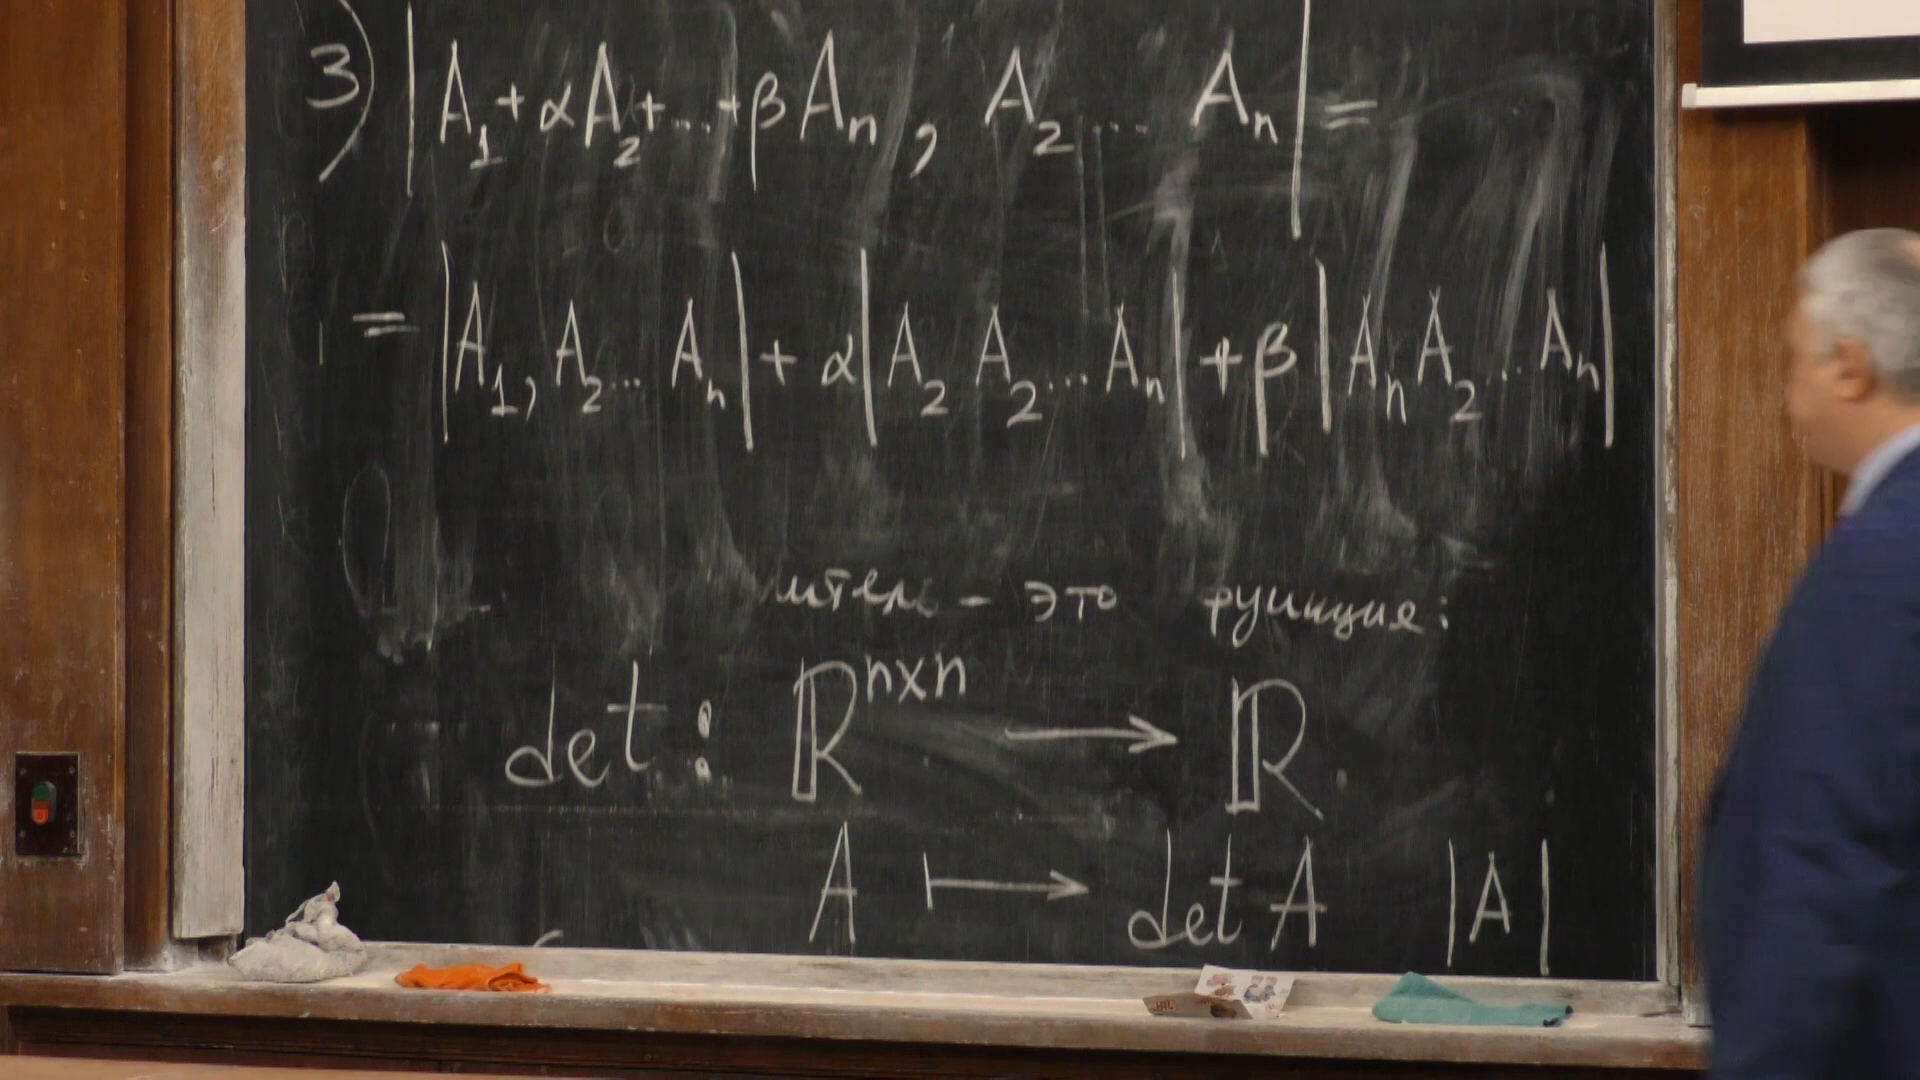 3) |A₁ + αA₂ + ... + βAₙ, A₂ ... Aₙ| =
= |A₁, A₂ ... Aₙ| + α|A₂ A₂ ... Aₙ| + β|Aₙ A₂ ... Aₙ|
итель - это функция:
det : ℝⁿˣⁿ → ℝ
A ↦ det A |A|